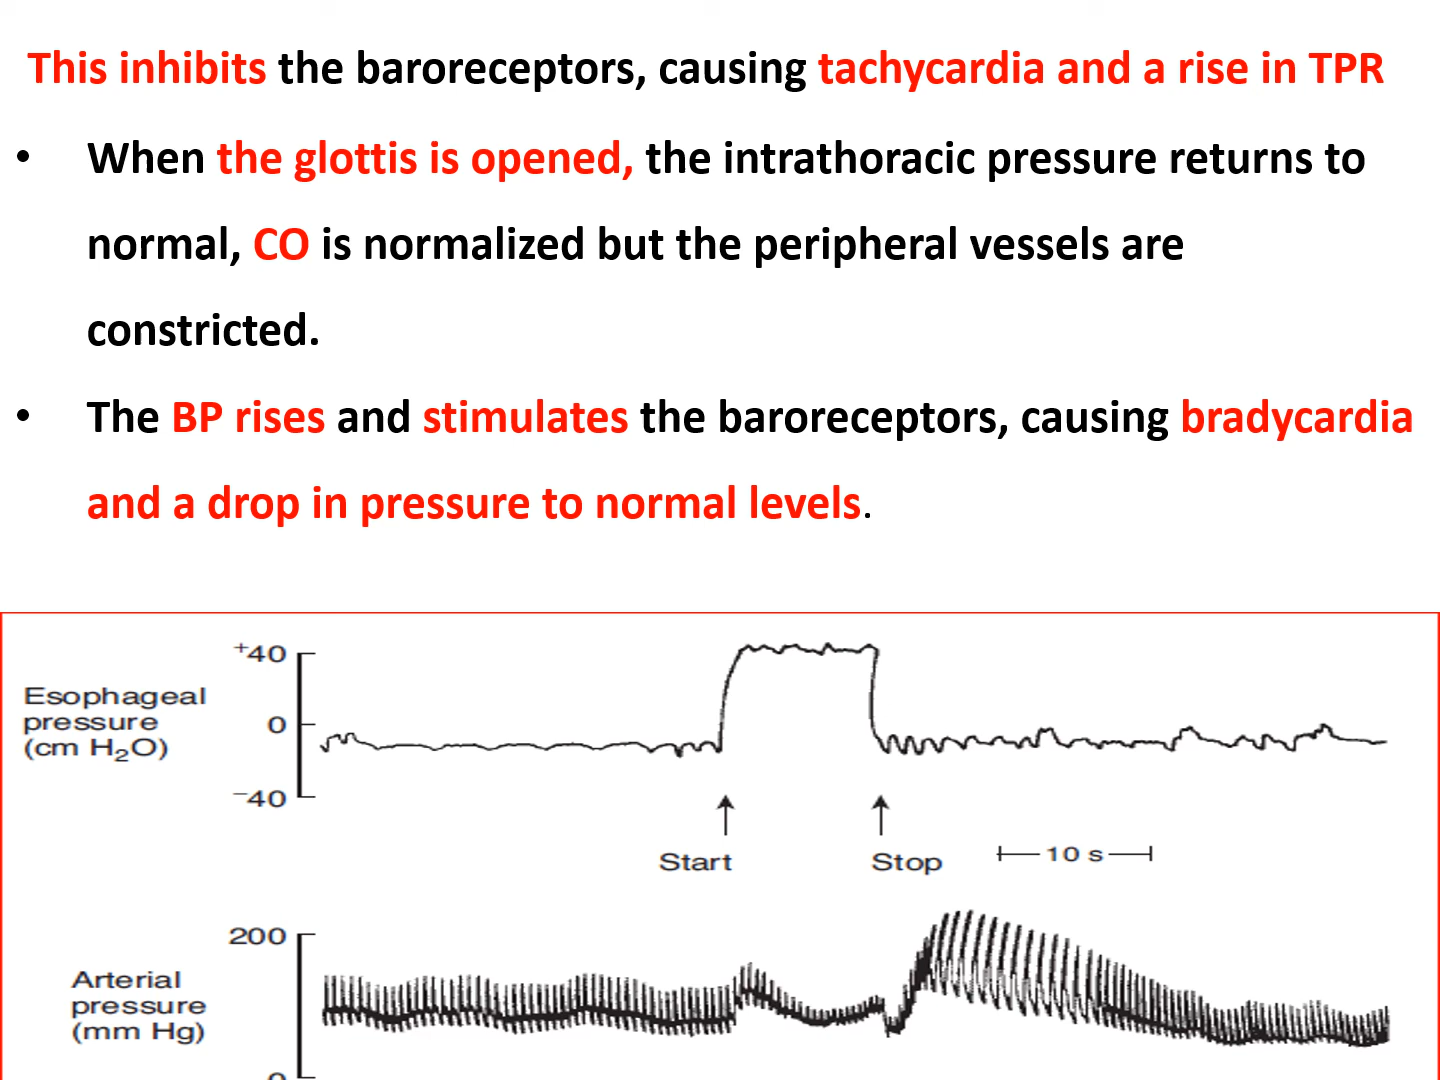 This inhibits the baroreceptors, causing tachycardia and a rise in TPR
• When the glottis is opened, the intrathoracic pressure returns to
normal, CO is normalized but the peripheral vessels are
constricted.
• The BP rises and stimulates the baroreceptors, causing bradycardia
and a drop in pressure to normal levels.
+40
Esophageal
pressure
(cm H₂O)
0
−40
Start
Stop
10 s
200
Arterial
pressure
(mm Hg)
0